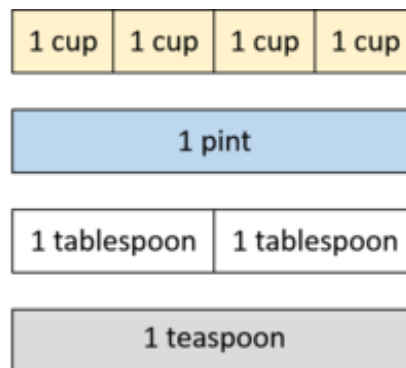 1 cup 1 cup 1 cup 1 cup
1 pint
1 tablespoon 1 tablespoon
1 teaspoon